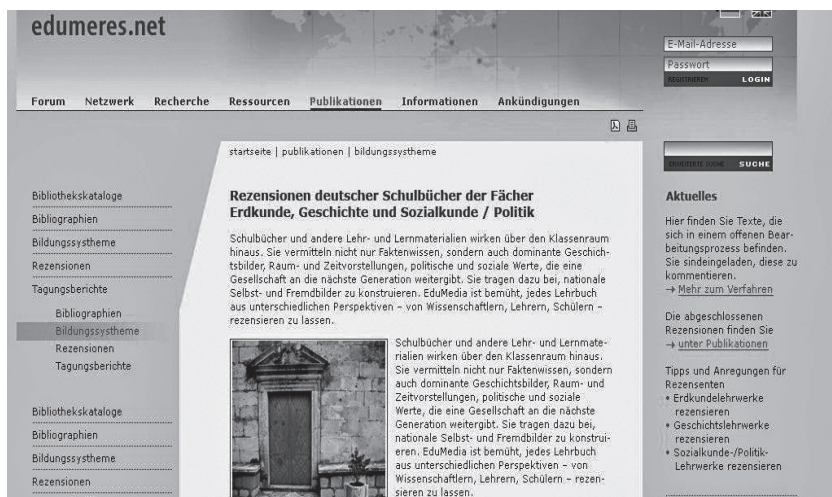 edumeres.net
E-Mail-Adresse
Passwort
REGISTRIEREN LOGIN
Forum Netzwerk Recherche Ressourcen Publikationen Informationen Ankündigungen
startseite | publikationen | bildungssystheme
ERWEITERTE SUCHE SUCHE
Bibliothekskataloge
Bibliographien
Bildungssystheme
Rezensionen
Tagungsberichte
Bibliographien
Bildungssystheme
Rezensionen
Tagungsberichte
Bibliothekskataloge
Bibliographien
Bildungssystheme
Rezensionen
Rezensionen deutscher Schulbücher der Fächer
Erdkunde, Geschichte und Sozialkunde / Politik
Schulbücher und andere Lehr- und Lernmaterialien wirken über den Klassenraum
hinaus. Sie vermitteln nicht nur Faktenwissen, sondern auch dominante Geschich-
tsbilder, Raum- und Zeitvorstellungen, politische und soziale Werte, die eine
Gesellschaft an die nächste Generation weitergibt. Sie tragen dazu bei, nationale
Selbst- und Fremdbilder zu konstruieren. EduMedia ist bemüht, jedes Lehrbuch
aus unterschiedlichen Perspektiven – von Wissenschaftlern, Lehrern, Schülern –
rezensieren zu lassen.
Schulbücher und andere Lehr- und Lernmate-
rialien wirken über den Klassenraum hinaus.
Sie vermitteln nicht nur Faktenwissen, sondern
auch dominante Geschichtsbilder, Raum- und
Zeitvorstellungen, politische und soziale
Werte, die eine Gesellschaft an die nächste
Generation weitergibt. Sie tragen dazu bei,
nationale Selbst- und Fremdbilder zu konstrui-
eren. EduMedia ist bemüht, jedes Lehrbuch
aus unterschiedlichen Perspektiven – von
Wissenschaftlern, Lehrern, Schülern – rezen-
sieren zu lassen.
Aktuelles
Hier finden Sie Texte, die
sich in einem offenen Bear-
beitungsprozess befinden.
Sie sindeingeladen, diese zu
kommentieren.
→ Mehr zum Verfahren
Die abgeschlossenen
Rezensionen finden Sie
→ unter Publikationen
Tipps und Anregungen für
Rezensenten
• Erdkundelehrwerke
rezensieren
• Geschichtslehrwerke
rezensieren
• Sozialkunde-/Politik-
Lehrwerke rezensieren